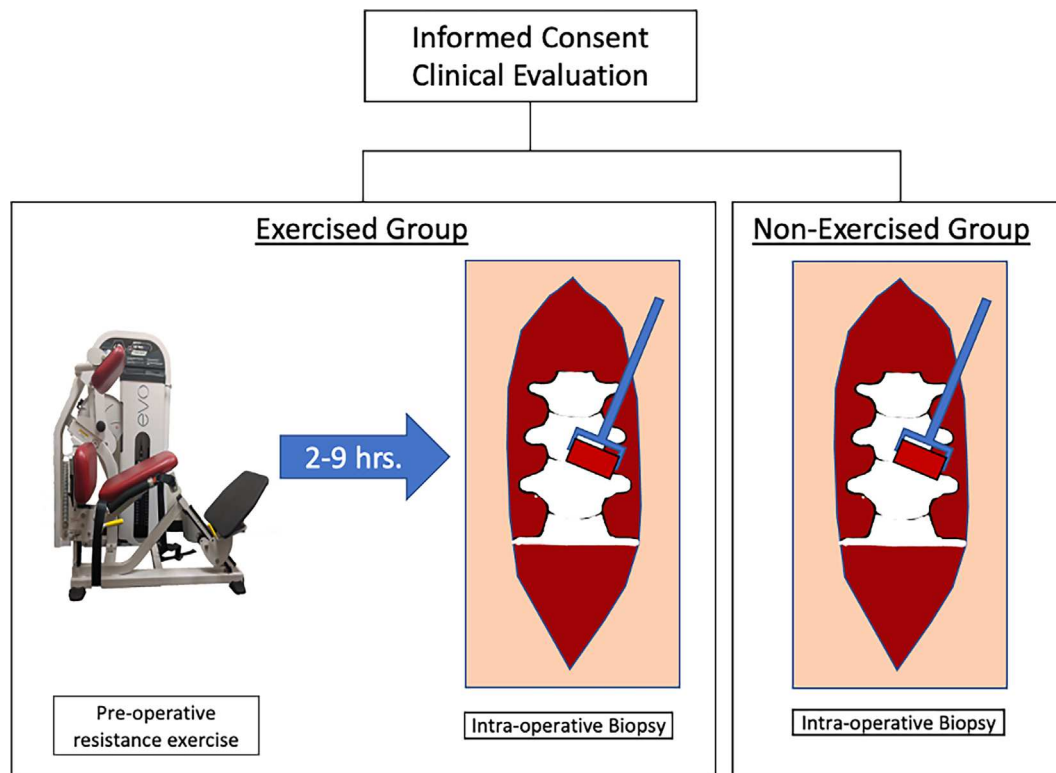 Informed Consent
Clinical Evaluation
Exercised Group
evo
2-9 hrs.
Pre-operative
resistance exercise
Intra-operative Biopsy
Non-Exercised Group
Intra-operative Biopsy